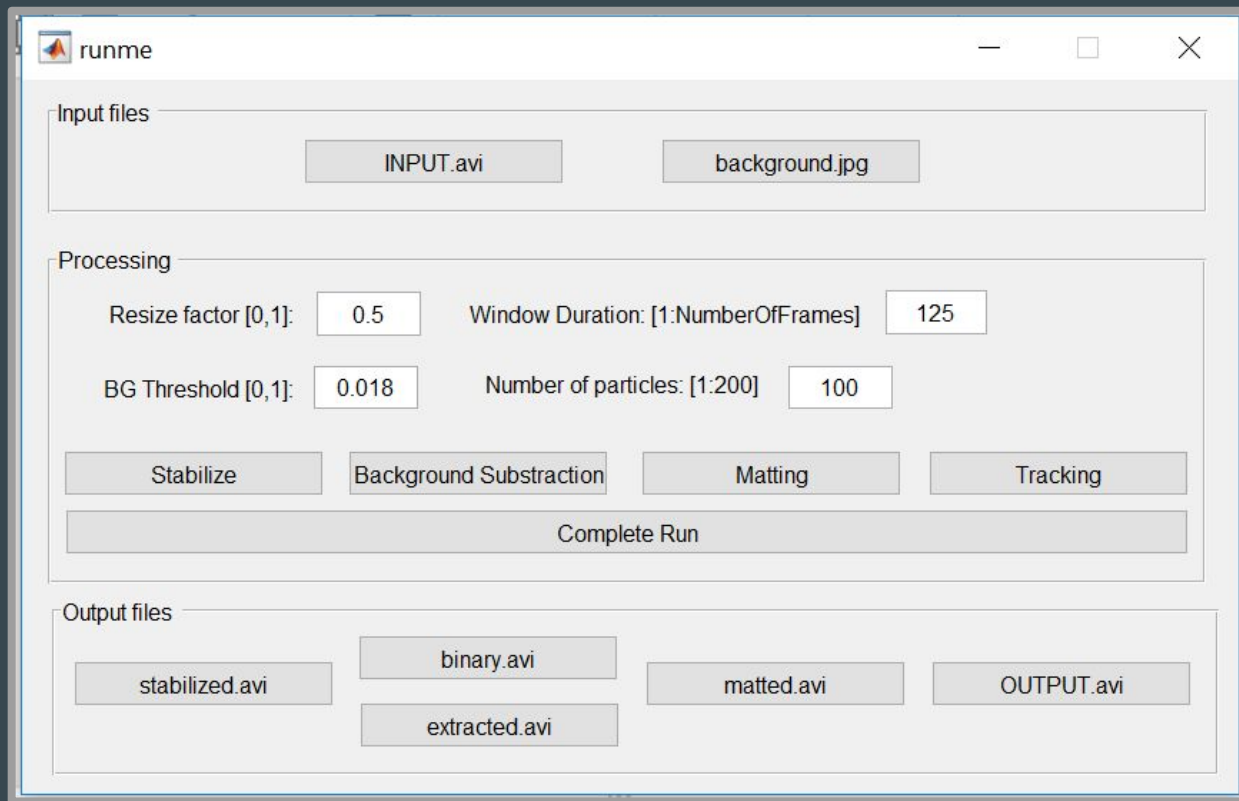 runme
Input files
INPUT.avi background.jpg
Processing
Resize factor [0,1]: 0.5 Window Duration: [1:NumberOfFrames] 125
BG Threshold [0,1]: 0.018 Number of particles: [1:200] 100
Stabilize Background Substraction Matting Tracking
Complete Run
Output files
binary.avi
stabilized.avi matted.avi OUTPUT.avi
extracted.avi